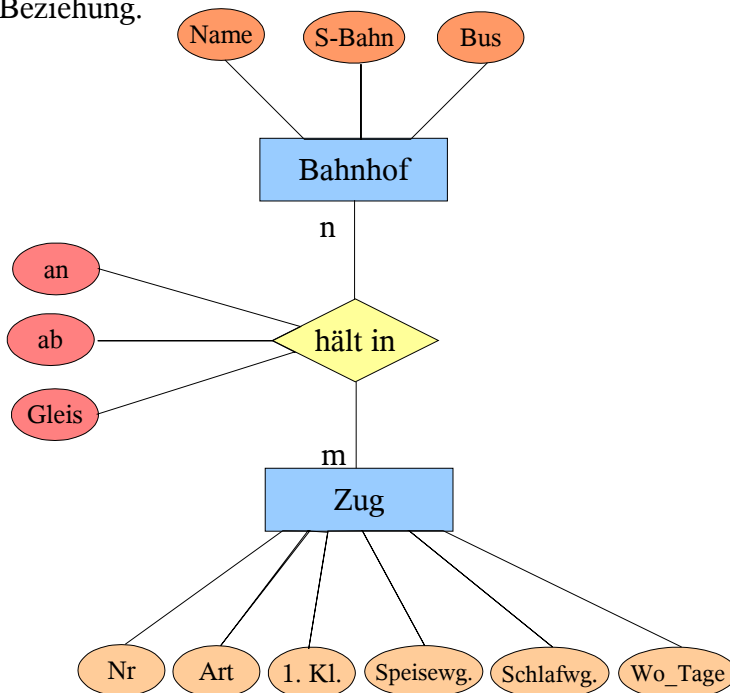 Beziehung.
Name S-Bahn Bus
Bahnhof
n
an
ab
hält in
Gleis
m
Zug
Nr Art 1. Kl. Speisewg. Schlafwg. Wo_Tage